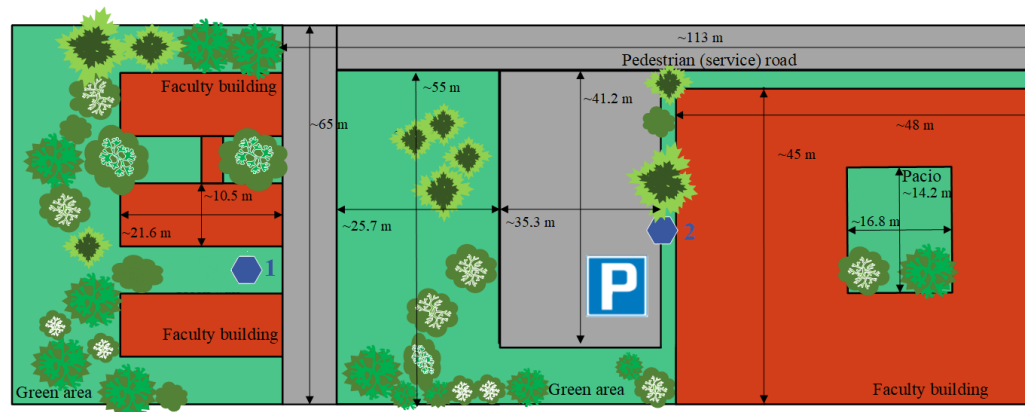 ~113 m
Pedestrian (service) road
Faculty building
~55 m
~41.2 m
~65 m
~48 m
~45 m
Pacio
~14.2 m
~10.5 m
~21.6 m
~25.7 m
~35.3 m
~16.8 m
2
1
P
Faculty building
Green area
Green area
Faculty building